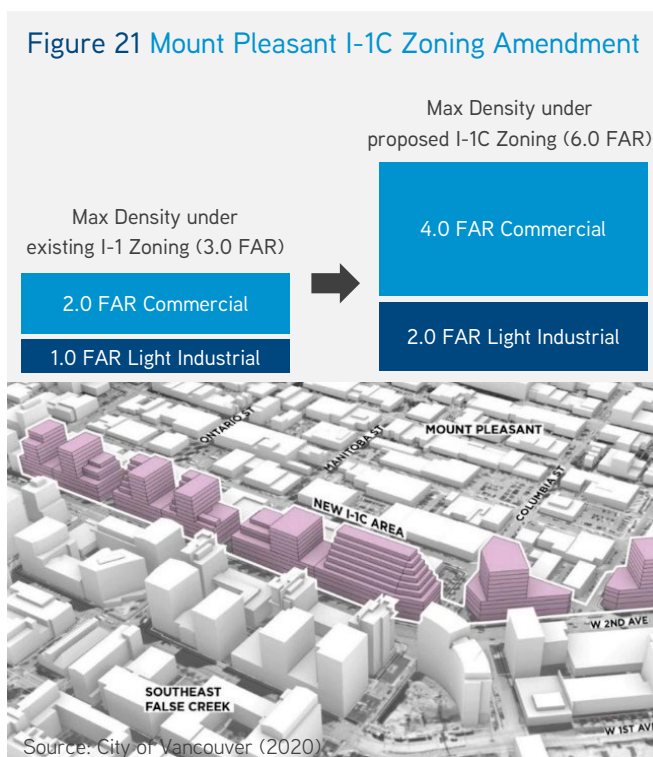 Figure 21 Mount Pleasant I-1C Zoning Amendment
Max Density under
existing I-1 Zoning (3.0 FAR)
2.0 FAR Commercial
1.0 FAR Light Industrial
Max Density under
proposed I-1C Zoning (6.0 FAR)
4.0 FAR Commercial
2.0 FAR Light Industrial
ONTARIO ST
MANITOBA ST
MOUNT PLEASANT
COLUMBIA ST
NEW I-1C AREA
W 2ND AVE
SOUTHEAST
FALSE CREEK
W 1ST AVE
Source: City of Vancouver (2020)